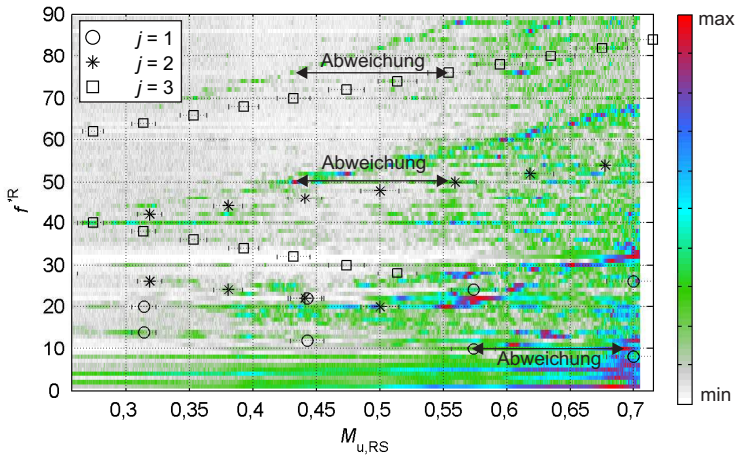 90
80
70
60
50
40
30
20
10
0
f'R
j = 1
j = 2
j = 3
Abweichung
Abweichung
Abweichung
0,3
0,35
0,4
0,45
0,5
0,55
0,6
0,65
0,7
Mu,RS
max
min